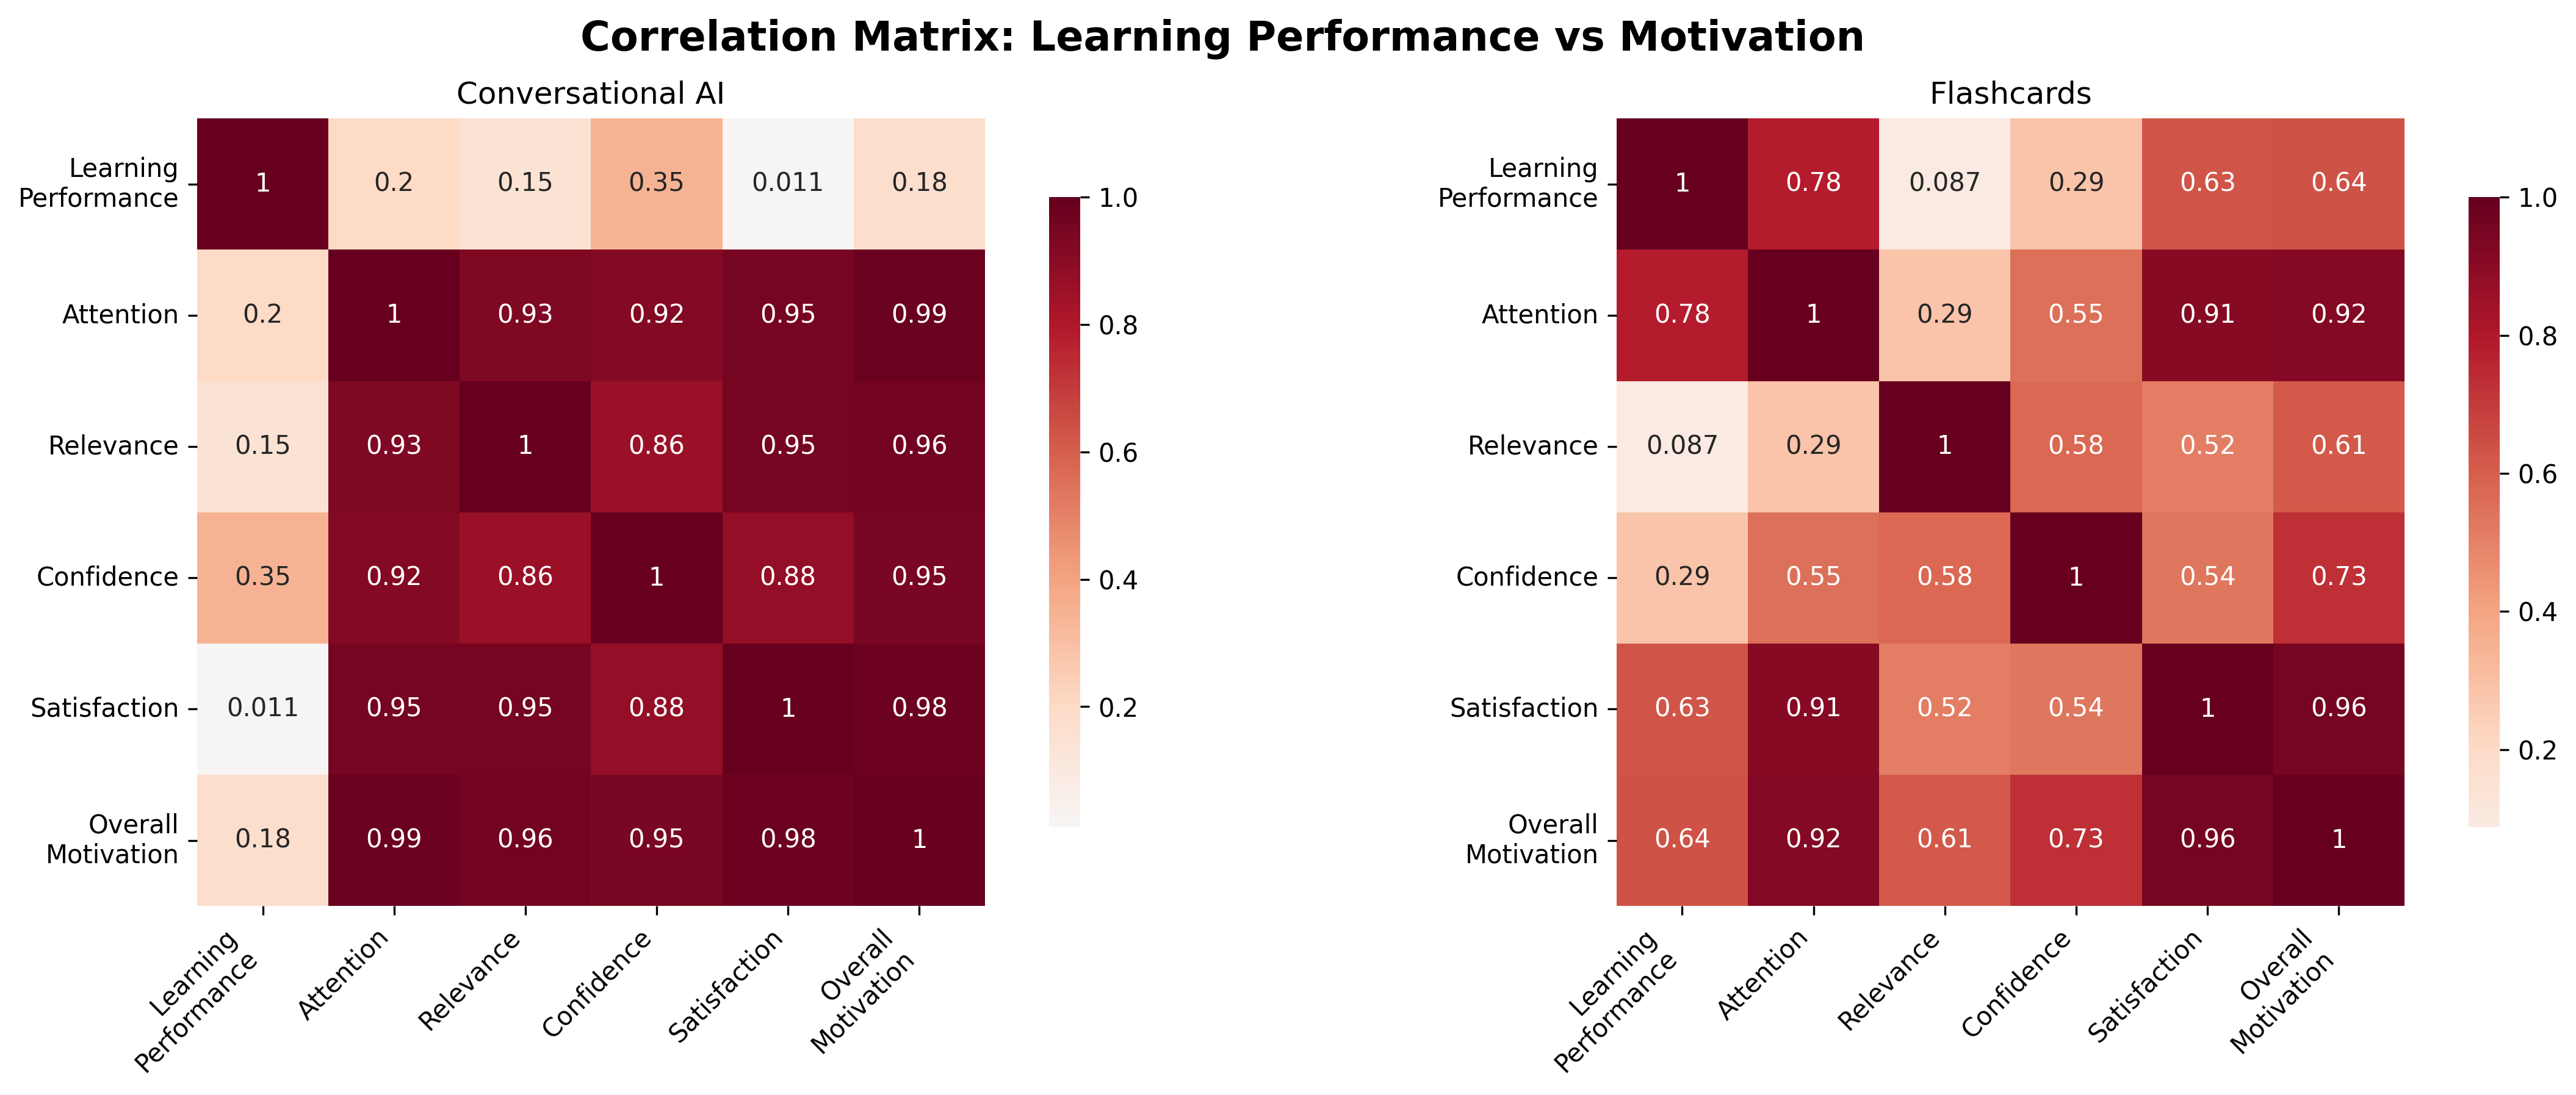 Correlation Matrix: Learning Performance vs Motivation
Conversational AI
Learning
Performance
1 0.2 0.15 0.35 0.011 0.18
Attention
0.2 1 0.93 0.92 0.95 0.99
Relevance
0.15 0.93 1 0.86 0.95 0.96
Confidence
0.35 0.92 0.86 1 0.88 0.95
Satisfaction
0.011 0.95 0.95 0.88 1 0.98
Overall
Motivation
0.18 0.99 0.96 0.95 0.98 1
Learning
Performance
Attention
Relevance
Confidence
Satisfaction
Overall
Motivation
1.0
0.8
0.6
0.4
0.2
Flashcards
Learning
Performance
1 0.78 0.087 0.29 0.63 0.64
Attention
0.78 1 0.29 0.55 0.91 0.92
Relevance
0.087 0.29 1 0.58 0.52 0.61
Confidence
0.29 0.55 0.58 1 0.54 0.73
Satisfaction
0.63 0.91 0.52 0.54 1 0.96
Overall
Motivation
0.64 0.92 0.61 0.73 0.96 1
Learning
Performance
Attention
Relevance
Confidence
Satisfaction
Overall
Motivation
1.0
0.8
0.6
0.4
0.2